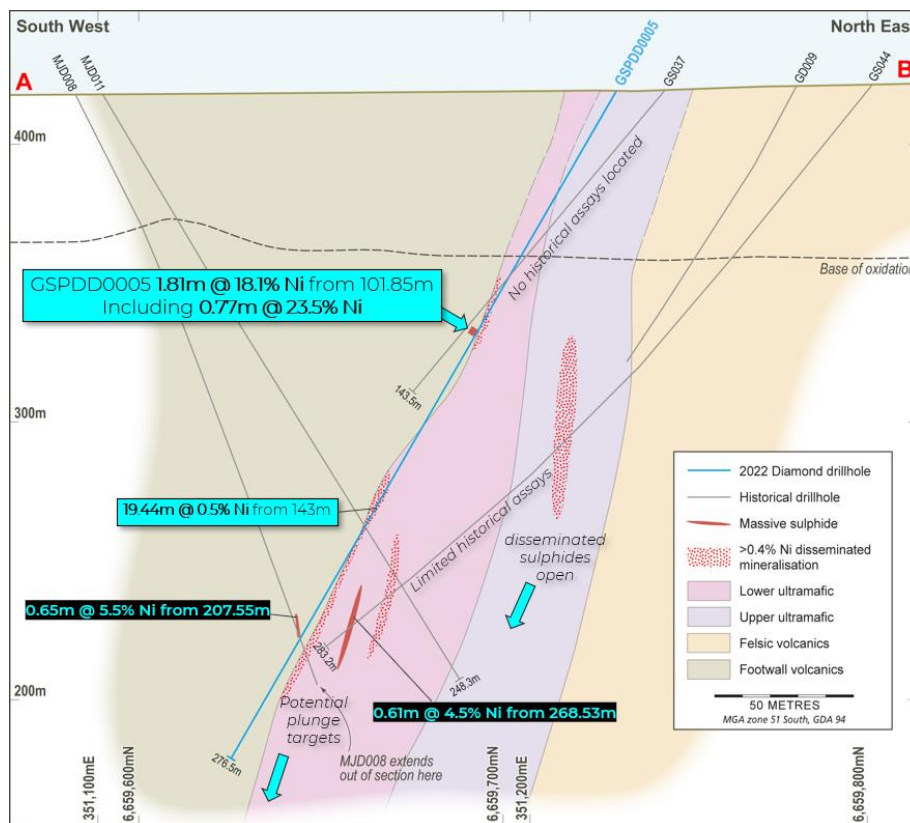 South West
North East
A
B
MJD008
MJD011
GSPDD0005
GS037
GD009
GS044
400m
No historical assays located
Base of oxidation
GSPDD0005 1.81m @ 18.1% Ni from 101.85m
Including 0.77m @ 23.5% Ni
143.5m
300m
Limited historical assays
19.44m @ 0.5% Ni from 143m
disseminated
sulphides
open
0.65m @ 5.5% Ni from 207.55m
283.2m
248.3m
200m
0.61m @ 4.5% Ni from 268.53m
Potential
plunge
targets
276.5m
MJD008 extends
out of section here
2022 Diamond drillhole
Historical drillhole
Massive sulphide
>0.4% Ni disseminated
mineralisation
Lower ultramafic
Upper ultramafic
Felsic volcanics
Footwall volcanics
50 METRES
MGA zone 51 South, GDA 94
351,100mE
6,659,600mN
6,659,700mN
351,200mE
6,659,800mN